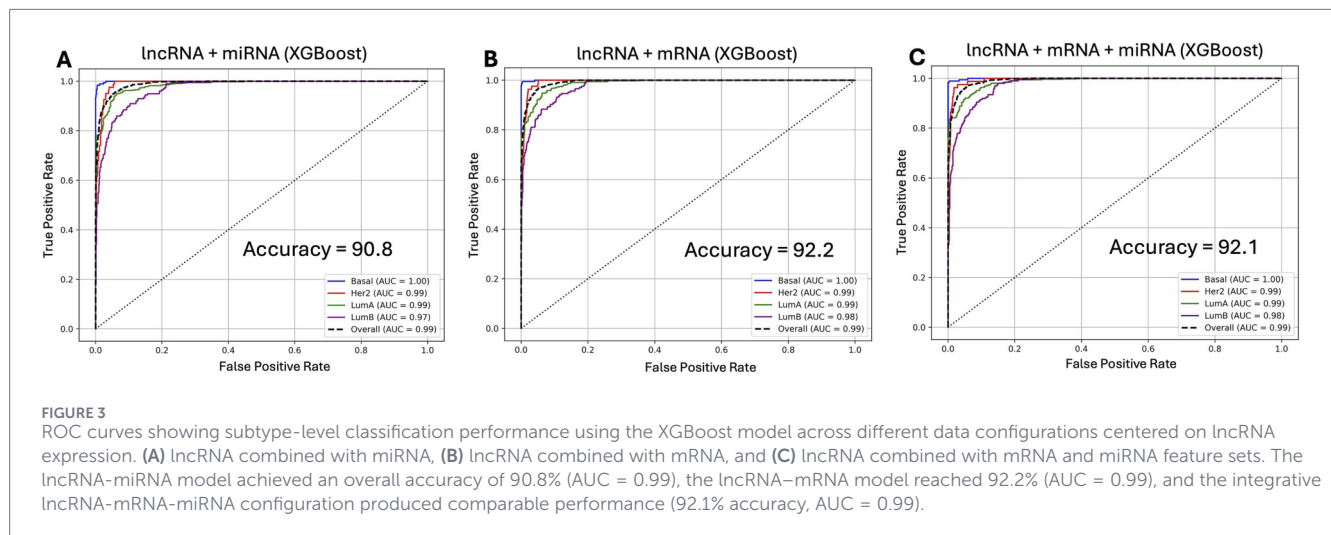 A
lncRNA + miRNA (XGBoost)
1.0
0.8
0.6
0.4
0.2
0.0
True Positive Rate
Accuracy = 90.8
Basal (AUC = 1.00)
Her2 (AUC = 0.99)
LumA (AUC = 0.99)
LumB (AUC = 0.97)
Overall (AUC = 0.99)
0.0 0.2 0.4 0.6 0.8 1.0
False Positive Rate
B
lncRNA + mRNA (XGBoost)
1.0
0.8
0.6
0.4
0.2
0.0
True Positive Rate
Accuracy = 92.2
Basal (AUC = 1.00)
Her2 (AUC = 0.99)
LumA (AUC = 0.99)
LumB (AUC = 0.98)
Overall (AUC = 0.99)
0.0 0.2 0.4 0.6 0.8 1.0
False Positive Rate
C
lncRNA + mRNA + miRNA (XGBoost)
1.0
0.8
0.6
0.4
0.2
0.0
True Positive Rate
Accuracy = 92.1
Basal (AUC = 1.00)
Her2 (AUC = 0.99)
LumA (AUC = 0.99)
LumB (AUC = 0.98)
Overall (AUC = 0.99)
0.0 0.2 0.4 0.6 0.8 1.0
False Positive Rate
FIGURE 3
ROC curves showing subtype-level classification performance using the XGBoost model across different data configurations centered on lncRNA
expression. (A) lncRNA combined with miRNA, (B) lncRNA combined with mRNA, and (C) lncRNA combined with mRNA and miRNA feature sets. The
lncRNA-miRNA model achieved an overall accuracy of 90.8% (AUC = 0.99), the lncRNA–mRNA model reached 92.2% (AUC = 0.99), and the integrative
lncRNA-mRNA-miRNA configuration produced comparable performance (92.1% accuracy, AUC = 0.99).